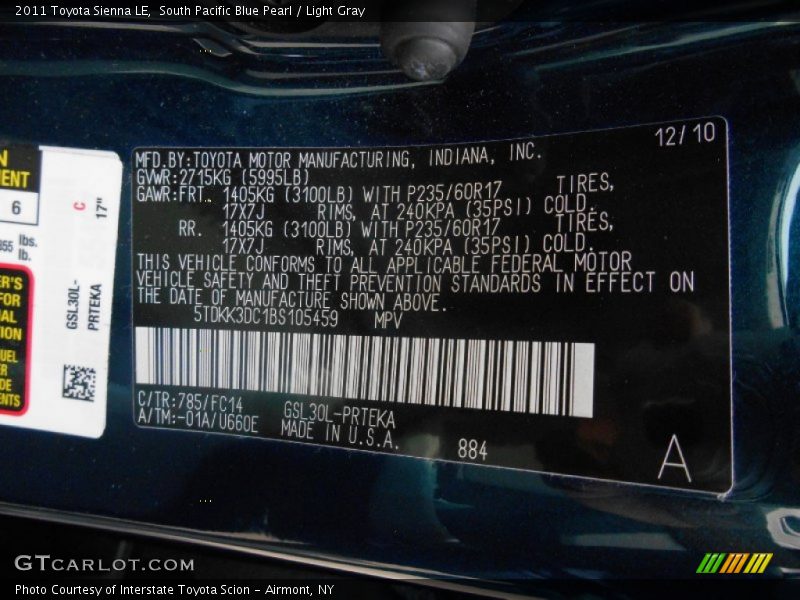 2011 Toyota Sienna LE, South Pacific Blue Pearl / Light Gray
12/10
MFD.BY:TOYOTA MOTOR MANUFACTURING, INDIANA, INC.
GVWR:2715KG (5995LB)
GAWR:FRT. 1405KG (3100LB) WITH P235/60R17 TIRES,
17X7J RIMS, AT 240KPA (35PSI) COLD.
RR. 1405KG (3100LB) WITH P235/60R17 TIRES,
17X7J RIMS, AT 240KPA (35PSI) COLD.
THIS VEHICLE CONFORMS TO ALL APPLICABLE FEDERAL MOTOR
VEHICLE SAFETY AND THEFT PREVENTION STANDARDS IN EFFECT ON
THE DATE OF MANUFACTURE SHOWN ABOVE.
5TDKK3DC1BS105459 MPV
C/TR:785/FC14 GSL30L-PRTEKA
A/TM:-01A/U660E MADE IN U.S.A. 884
A
6
C
17"
lbs.
lb.
GSL30L-
PRTEKA
GTCARLOT.COM
Photo Courtesy of Interstate Toyota Scion - Airmont, NY